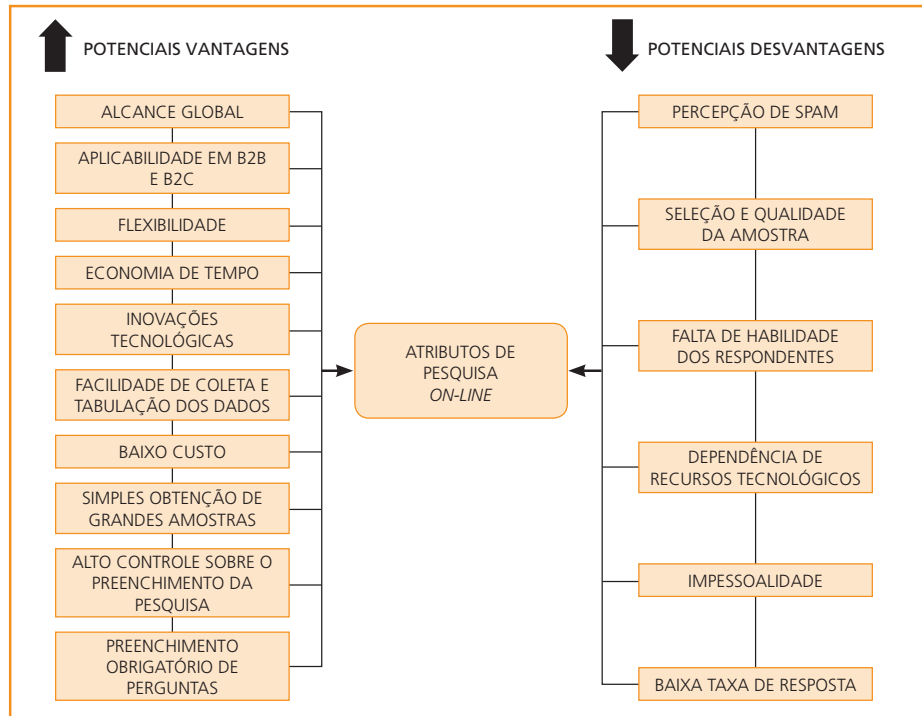 POTENCIAIS VANTAGENS
ALCANCE GLOBAL
APLICABILIDADE EM B2B
E B2C
FLEXIBILIDADE
ECONOMIA DE TEMPO
INOVAÇÕES
TECNOLÓGICAS
FACILIDADE DE COLETA E
TABULAÇÃO DOS DADOS
BAIXO CUSTO
SIMPLES OBTENÇÃO DE
GRANDES AMOSTRAS
ALTO CONTROLE SOBRE O
PREENCHIMENTO DA
PESQUISA
PREENCHIMENTO
OBRIGATÓRIO DE
PERGUNTAS
ATRIBUTOS DE
PESQUISA
ON-LINE
POTENCIAIS DESVANTAGENS
PERCEPÇÃO DE SPAM
SELEÇÃO E QUALIDADE
DA AMOSTRA
FALTA DE HABILIDADE
DOS RESPONDENTES
DEPENDÊNCIA DE
RECURSOS TECNOLÓGICOS
IMPESSOALIDADE
BAIXA TAXA DE RESPOSTA